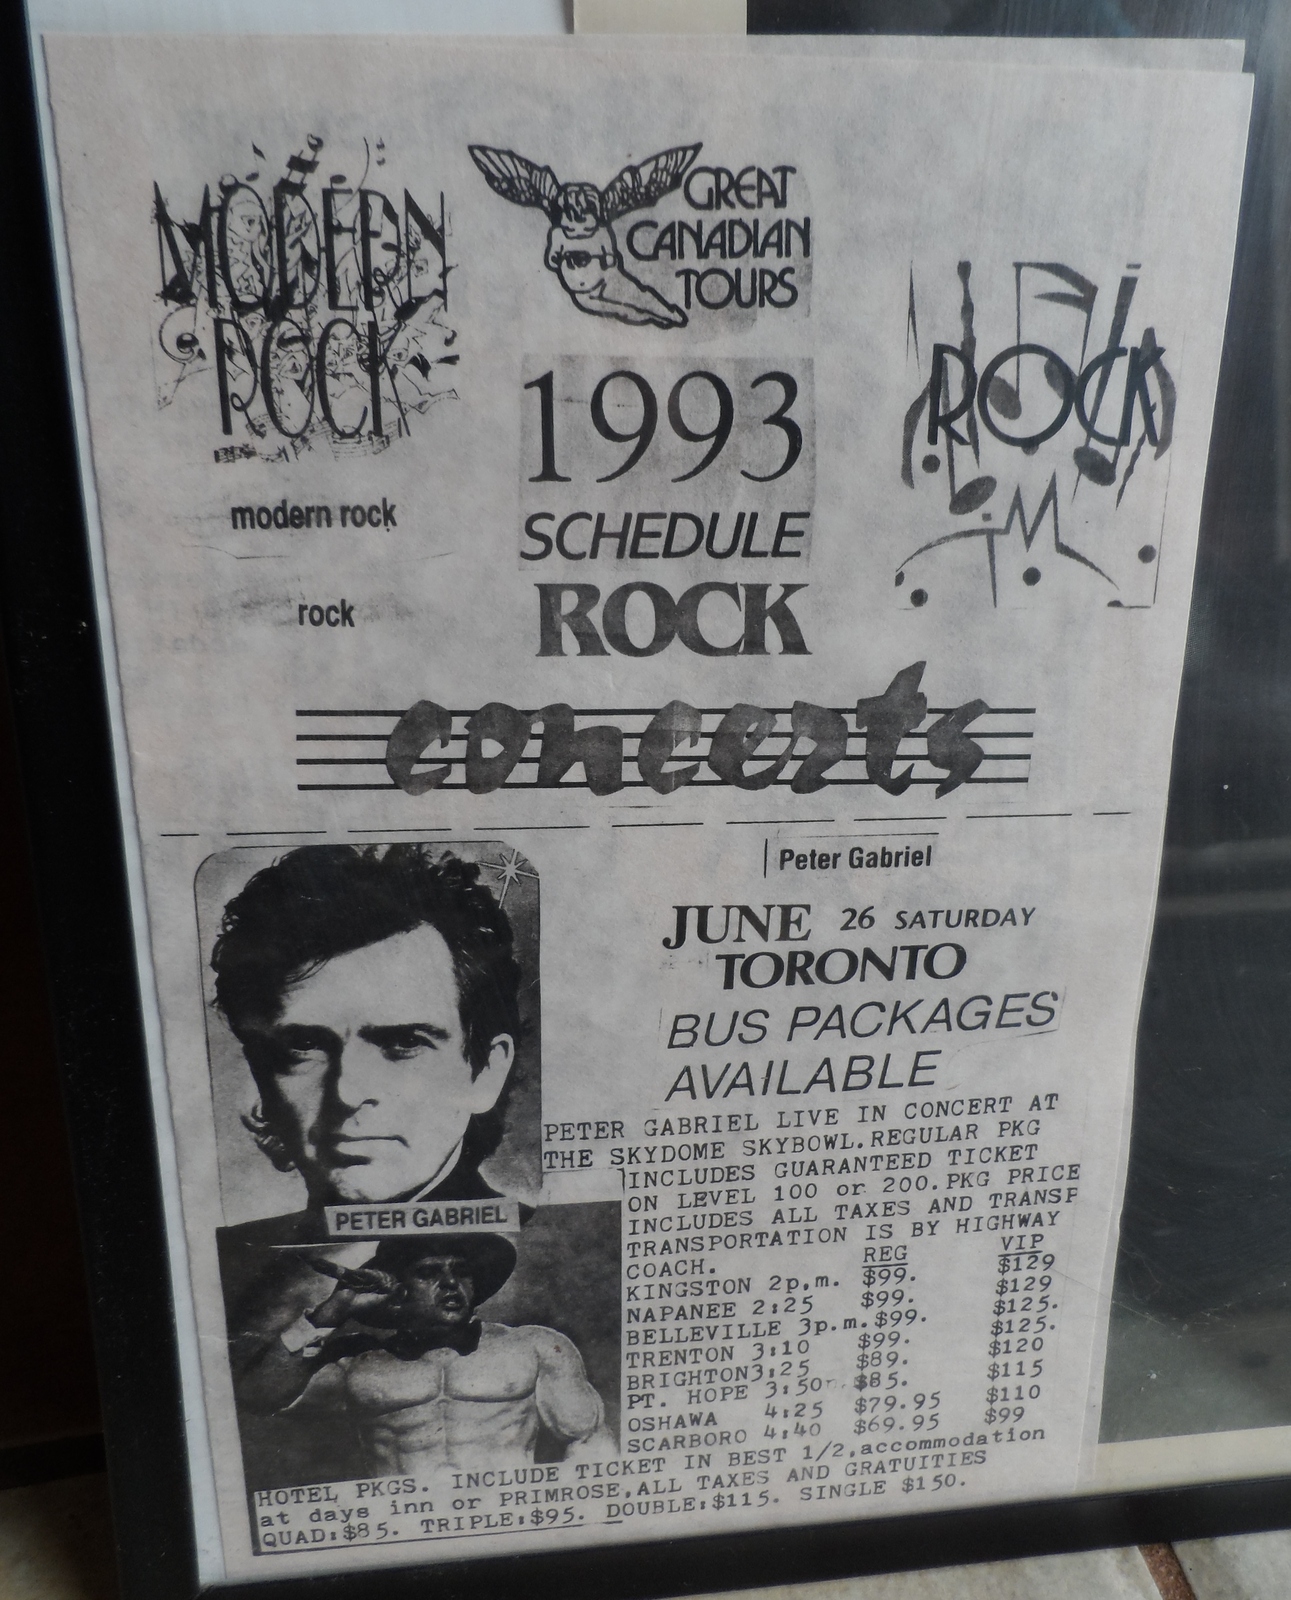 MODERN
ROCK
GREAT
CANADIAN
TOURS
ROCK
1993
SCHEDULE
ROCK
modern rock
rock
concerts
Peter Gabriel
JUNE 26 SATURDAY
TORONTO
BUS PACKAGES
AVAILABLE
PETER GABRIEL
PETER GABRIEL LIVE IN CONCERT AT
THE SKYDOME SKYBOWL.REGULAR PKG
INCLUDES GUARANTEED TICKET
ON LEVEL 100 or 200.PKG PRICE
INCLUDES ALL TAXES AND TRANSP
TRANSPORTATION IS BY HIGHWAY
COACH. REG VIP
KINGSTON 2p.m. $99. $129
NAPANEE 2:25 $99. $129
BELLEVILLE 3p.m.$99. $125.
TRENTON 3:10 $99. $125.
BRIGHTON3:25 $89. $120
PT. HOPE 3:50 $85. $115
OSHAWA 4:25 $79.95 $110
SCARBORO 4:40 $69.95 $99
HOTEL PKGS. INCLUDE TICKET IN BEST 1/2,accommodation
at days inn or PRIMROSE,ALL TAXES AND GRATUITIES
QUAD:$85. TRIPLE:$95. DOUBLE:$115. SINGLE $150.